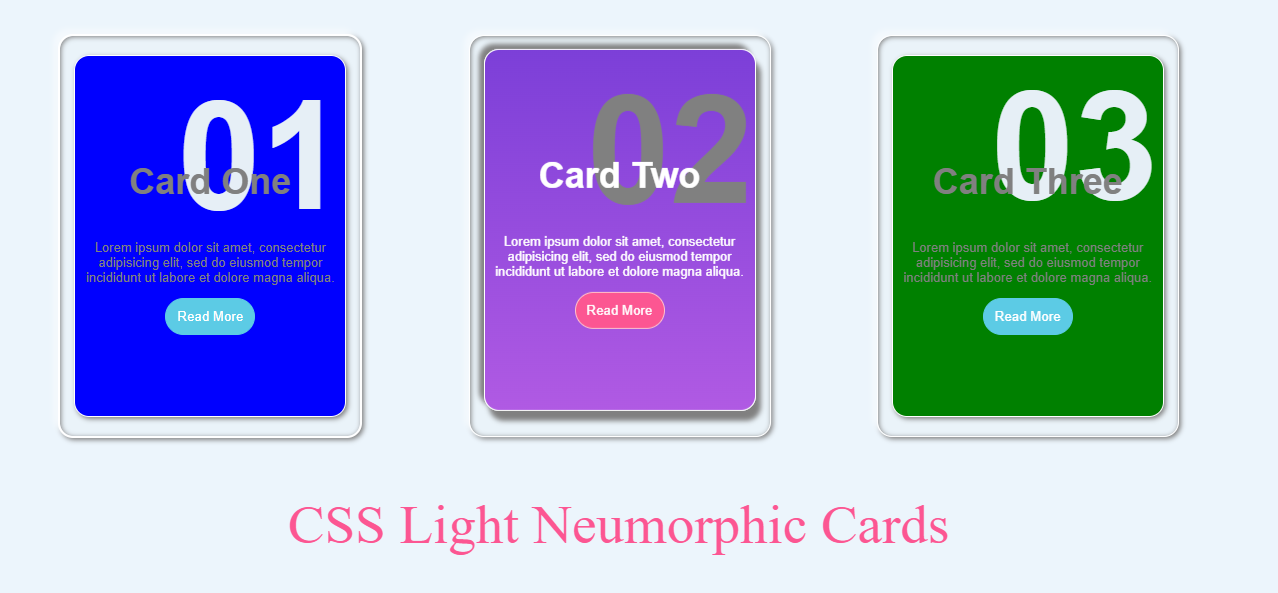 01
Card One
Lorem ipsum dolor sit amet, consectetur
adipisicing elit, sed do eiusmod tempor
incididunt ut labore et dolore magna aliqua.
Read More
02
Card Two
Lorem ipsum dolor sit amet, consectetur
adipisicing elit, sed do eiusmod tempor
incididunt ut labore et dolore magna aliqua.
Read More
03
Card Three
Lorem ipsum dolor sit amet, consectetur
adipisicing elit, sed do eiusmod tempor
incididunt ut labore et dolore magna aliqua.
Read More
CSS Light Neumorphic Cards